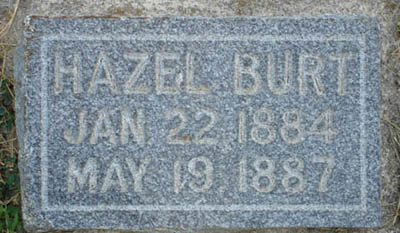 HAZEL BURT
JAN 22, 1884
MAY 19, 1887